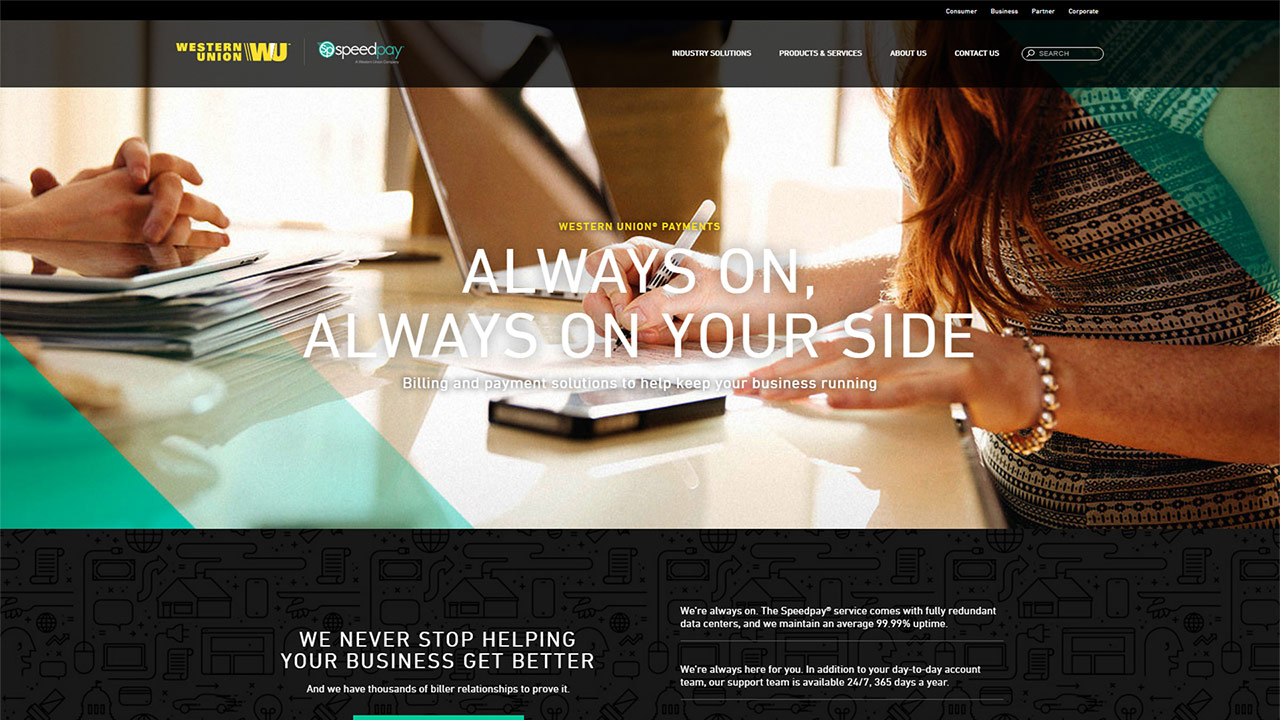 Consumer Business Partner Corporate
WESTERN UNION WU
speedpay
A Western Union Company
INDUSTRY SOLUTIONS PRODUCTS & SERVICES ABOUT US CONTACT US SEARCH
WESTERN UNION® PAYMENTS
ALWAYS ON,
ALWAYS ON YOUR SIDE
Billing and payment solutions to help keep your business running
WE NEVER STOP HELPING
YOUR BUSINESS GET BETTER
And we have thousands of biller relationships to prove it.
We're always on. The Speedpay® service comes with fully redundant
data centers, and we maintain an average 99.99% uptime.
We're always here for you. In addition to your day-to-day account
team, our support team is available 24/7, 365 days a year.